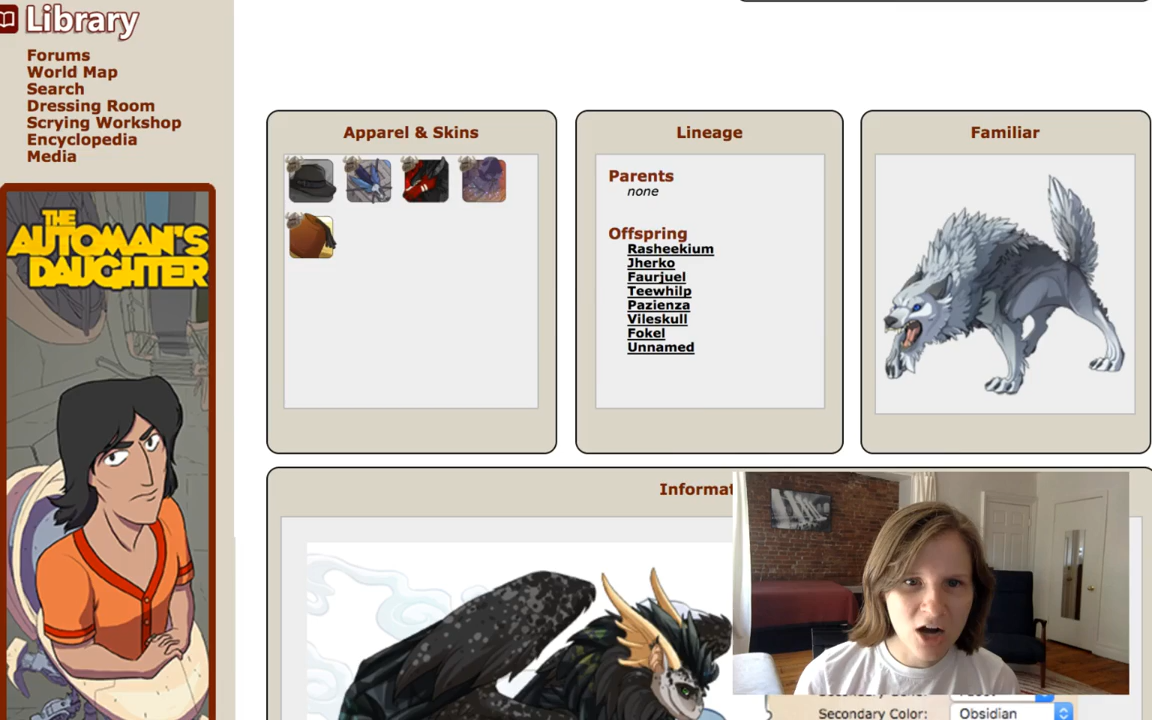 Library
Forums
World Map
Search
Dressing Room
Scrying Workshop
Encyclopedia
Media
THE
AUTOMAN'S
DAUGHTER
Apparel & Skins
Lineage
Parents
none
Offspring
Rasheekium
Jherko
Faurjuel
Teewhilp
Pazienza
Vileskull
Fokel
Unnamed
Familiar
Informat
Secondary Color:
Obsidian